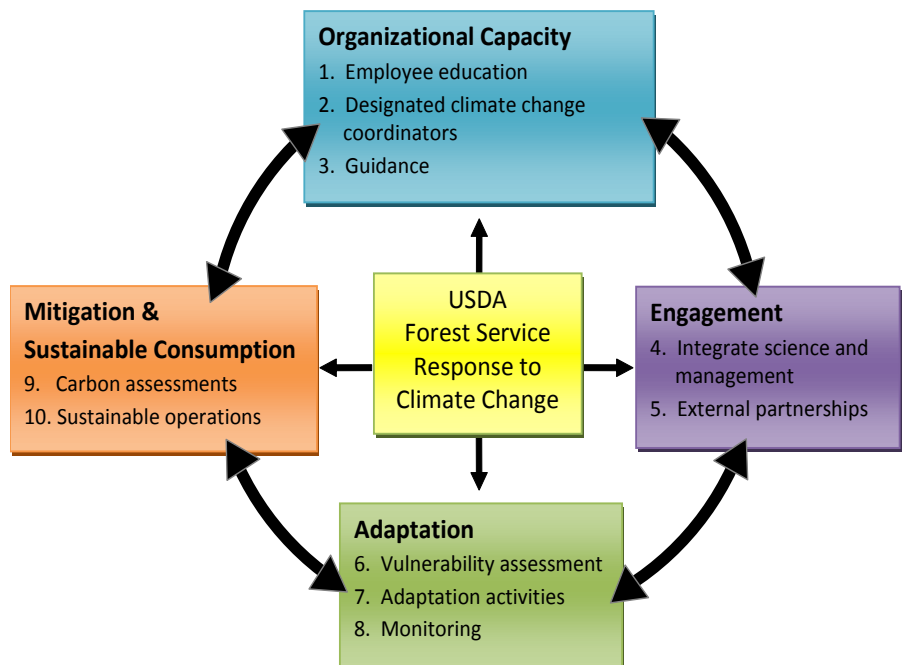 Organizational Capacity
1. Employee education
2. Designated climate change
coordinators
3. Guidance
Mitigation &
Sustainable Consumption
9. Carbon assessments
10. Sustainable operations
USDA
Forest Service
Response to
Climate Change
Engagement
4. Integrate science and
management
5. External partnerships
Adaptation
6. Vulnerability assessment
7. Adaptation activities
8. Monitoring